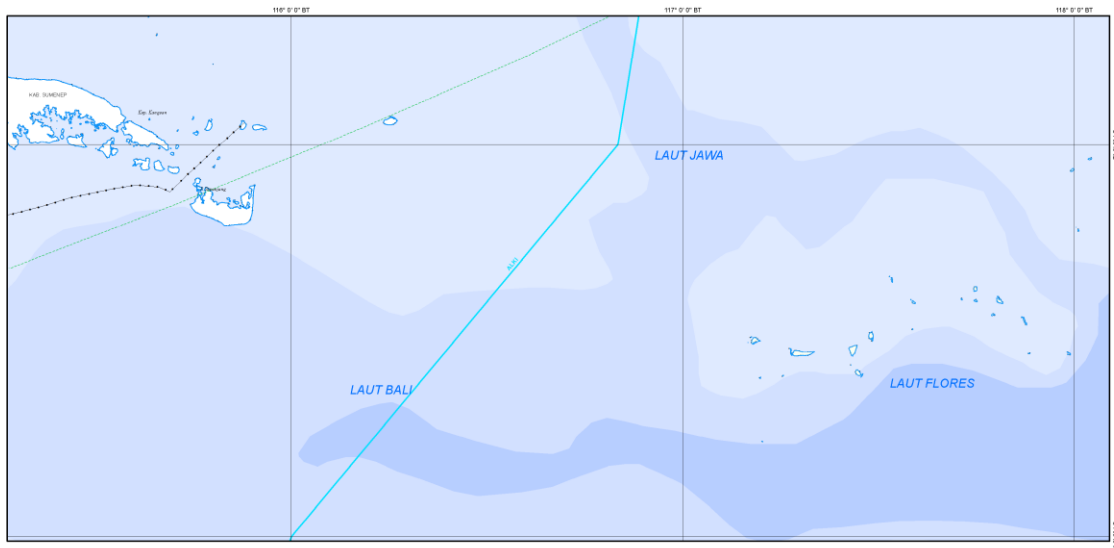 116° 0' 0" BT
117° 0' 0" BT
118° 0' 0" BT
KAB. SUMENEP
LAUT JAWA
ALKI
LAUT BALI
LAUT FLORES